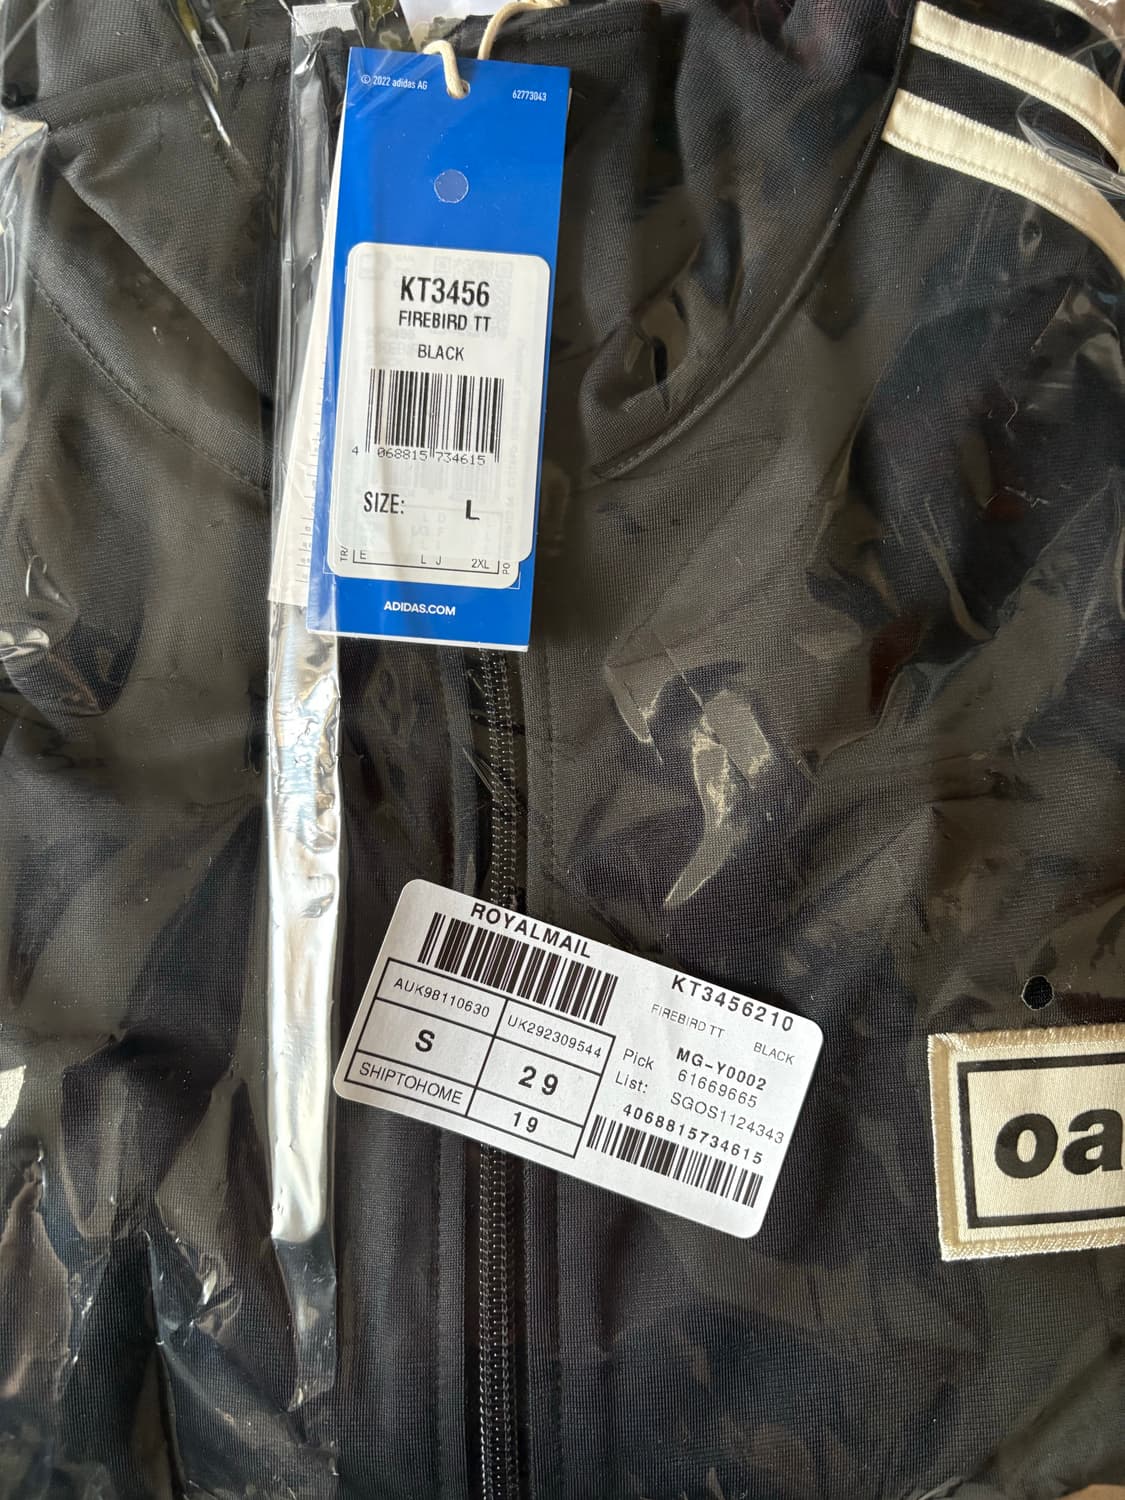 © 2022 adidas AG
62773043
KT3456
FIREBIRD TT
BLACK
4 068815 734615
SIZE: L
E L J 2XL
ADIDAS.COM
ROYALMAIL
AUK98110630 UK292309544
S 29
SHIPTOHOME 19
KT3456210
FIREBIRD TT BLACK
Pick MG-Y0002
List: 61669665
SGOS1124343
4068815734615
oa